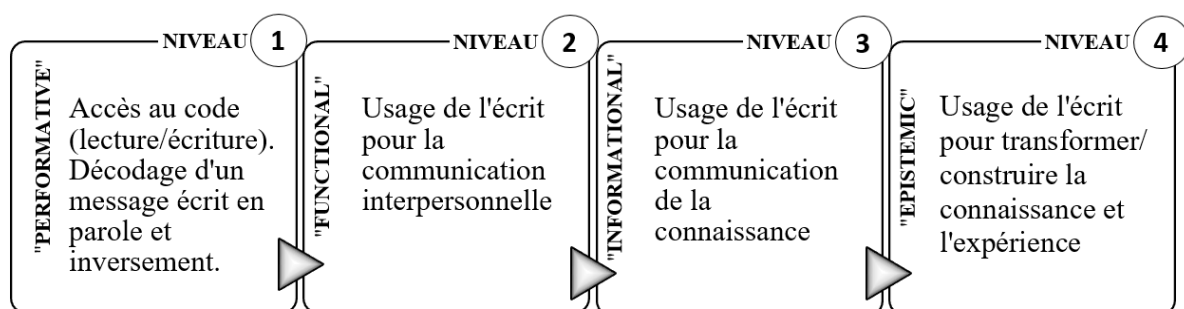 NIVEAU 1
"PERFORMATIVE"
Accès au code
(lecture/écriture).
Décodage d'un
message écrit en
parole et
inversement.
NIVEAU 2
"FUNCTIONAL"
Usage de l'écrit
pour la
communication
interpersonnelle
NIVEAU 3
"INFORMATIONAL"
Usage de l'écrit
pour la
communication
de la
connaissance
NIVEAU 4
"EPISTEMIC"
Usage de l'écrit
pour transformer/
construire la
connaissance et
l'expérience